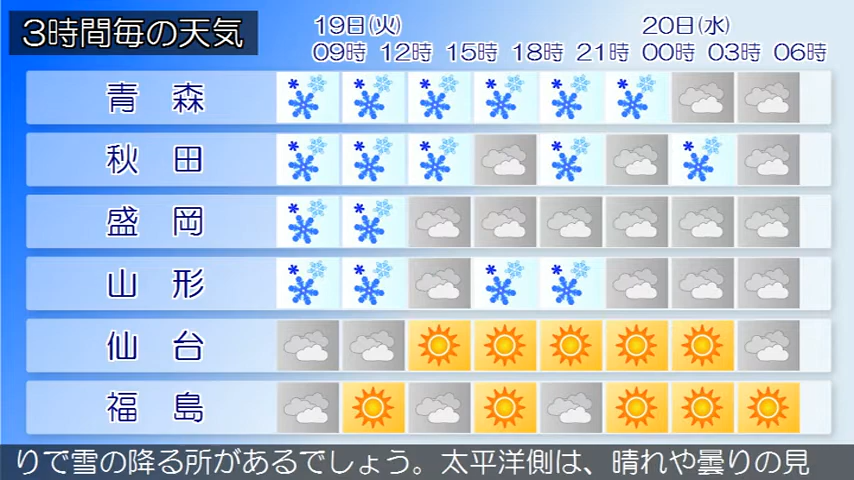 3時間毎の天気
19日(火) 20日(水)
09時 12時 15時 18時 21時 00時 03時 06時
青森
秋田
盛岡
山形
仙台
福島
りで雪の降る所があるでしょう。太平洋側は、晴れや曇りの見